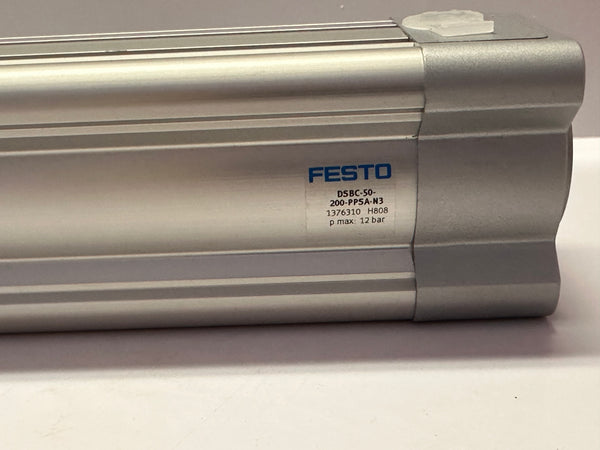 FESTO
DSBC-50-
200-PPSA-N3
1376310 H808
p max: 12 bar